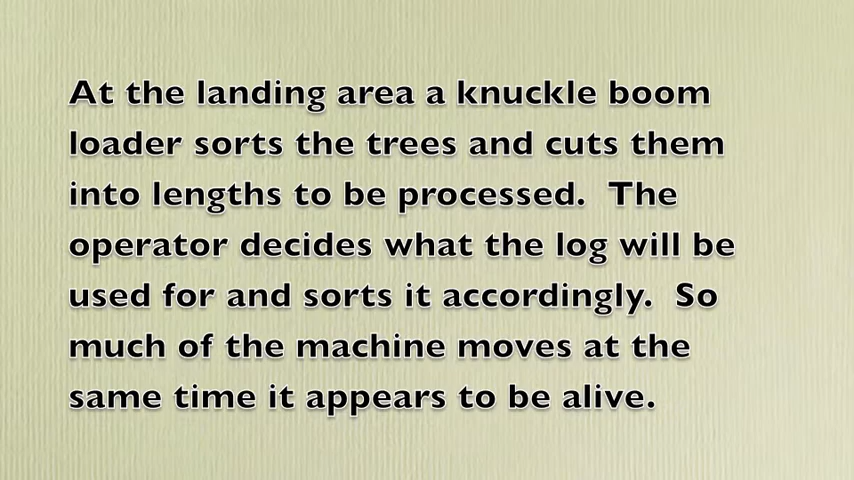 At the landing area a knuckle boom
loader sorts the trees and cuts them
into lengths to be processed.  The
operator decides what the log will be
used for and sorts it accordingly.  So
much of the machine moves at the
same time it appears to be alive.